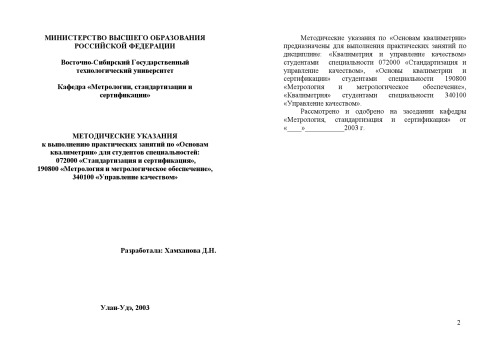 МИНИСТЕРСТВО ВЫСШЕГО ОБРАЗОВАНИЯ
РОССИЙСКОЙ ФЕДЕРАЦИИ
Восточно-Сибирский Государственный
технологический университет
Кафедра «Метрологии, стандартизации и
сертификации»
МЕТОДИЧЕСКИЕ УКАЗАНИЯ
к выполнению практических занятий по «Основам
квалиметрии» для студентов специальностей:
072000 «Стандартизация и сертификация»,
190800 «Метрология и метрологическое обеспечение»,
340100 «Управление качеством»
Разработала: Хамханова Д.Н.
Улан-Удэ, 2003
Методические указания по «Основам квалиметрии»
предназначены для выполнения практических занятий по
дисциплине «Квалиметрия и управление качеством»
студентами специальности 072000 «Стандартизация и
управление качеством», «Основы квалиметрии и
сертификации» студентами специальности 190800
«Метрология и метрологическое обеспечение»,
«Квалиметрия» студентами специальности 340100
«Управление качеством».
Рассмотрено и одобрено на заседании кафедры
«Метрология, стандартизация и сертификация» от
«____»____________2003 г.
2